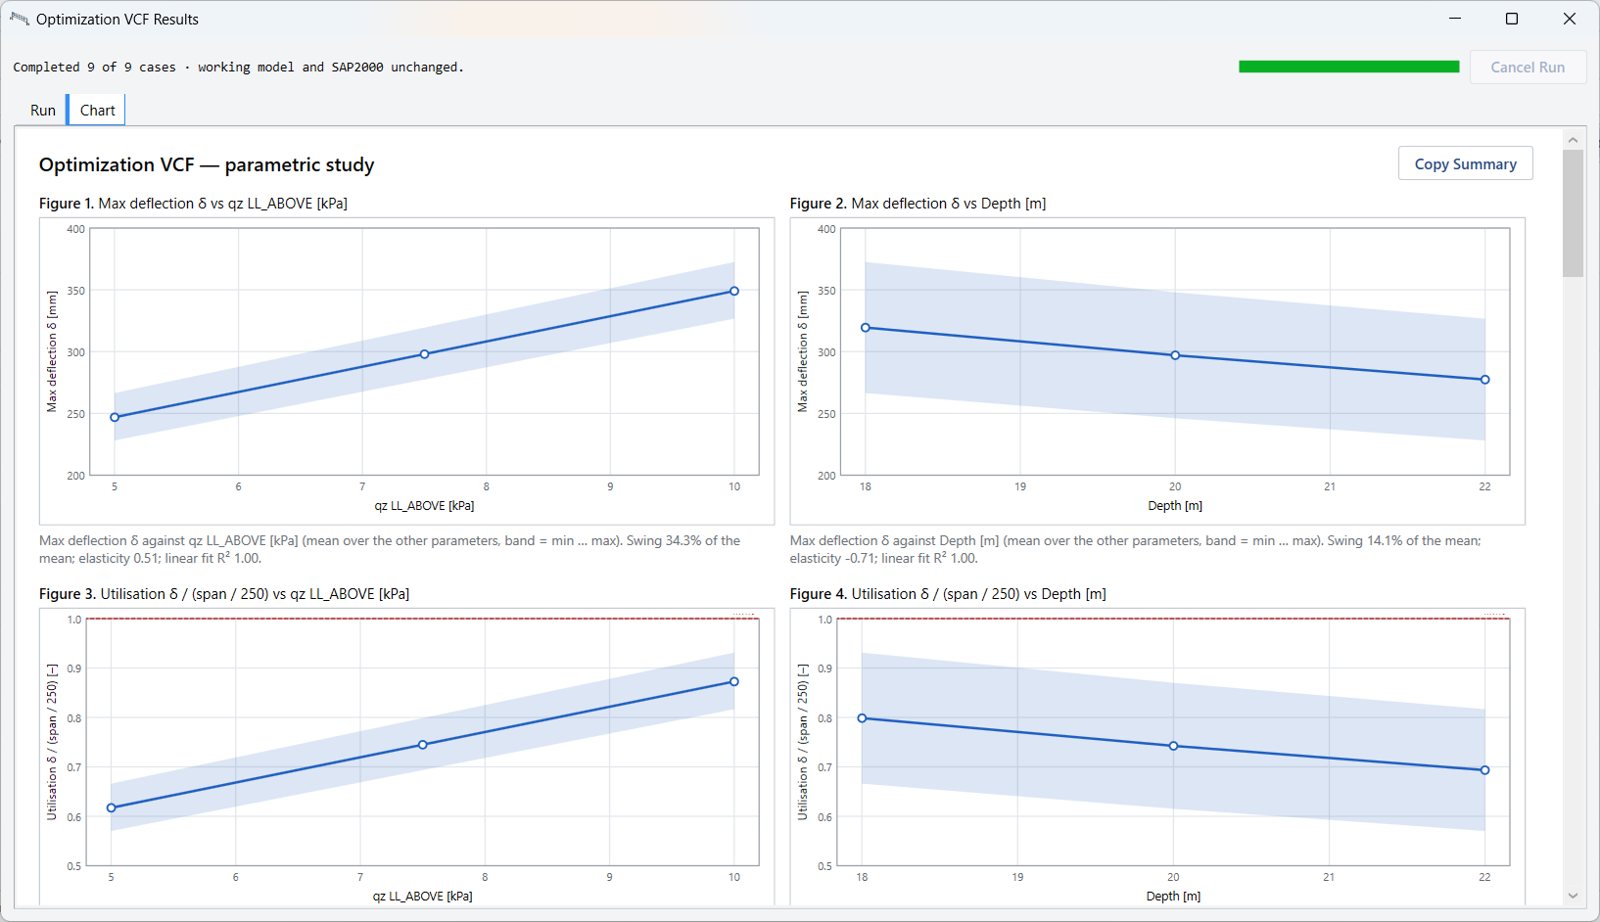 Optimization VCF Results
Completed 9 of 9 cases · working model and SAP2000 unchanged.
Cancel Run
Run
Chart
Optimization VCF — parametric study
Copy Summary
Figure 1. Max deflection δ vs qz LL_ABOVE [kPa]
Max deflection δ [mm]
400
350
300
250
200
5 6 7 8 9 10
qz LL_ABOVE [kPa]
Max deflection δ against qz LL_ABOVE [kPa] (mean over the other parameters, band = min ... max). Swing 34.3% of the
mean; elasticity 0.51; linear fit R² 1.00.
Figure 2. Max deflection δ vs Depth [m]
Max deflection δ [mm]
400
350
300
250
200
18 19 20 21 22
Depth [m]
Max deflection δ against Depth [m] (mean over the other parameters, band = min ... max). Swing 14.1% of the mean;
elasticity -0.71; linear fit R² 1.00.
Figure 3. Utilisation δ / (span / 250) vs qz LL_ABOVE [kPa]
Utilisation δ / (span / 250) [–]
1.0
0.9
0.8
0.7
0.6
0.5
5 6 7 8 9 10
qz LL_ABOVE [kPa]
Figure 4. Utilisation δ / (span / 250) vs Depth [m]
Utilisation δ / (span / 250) [–]
1.0
0.9
0.8
0.7
0.6
0.5
18 19 20 21 22
Depth [m]